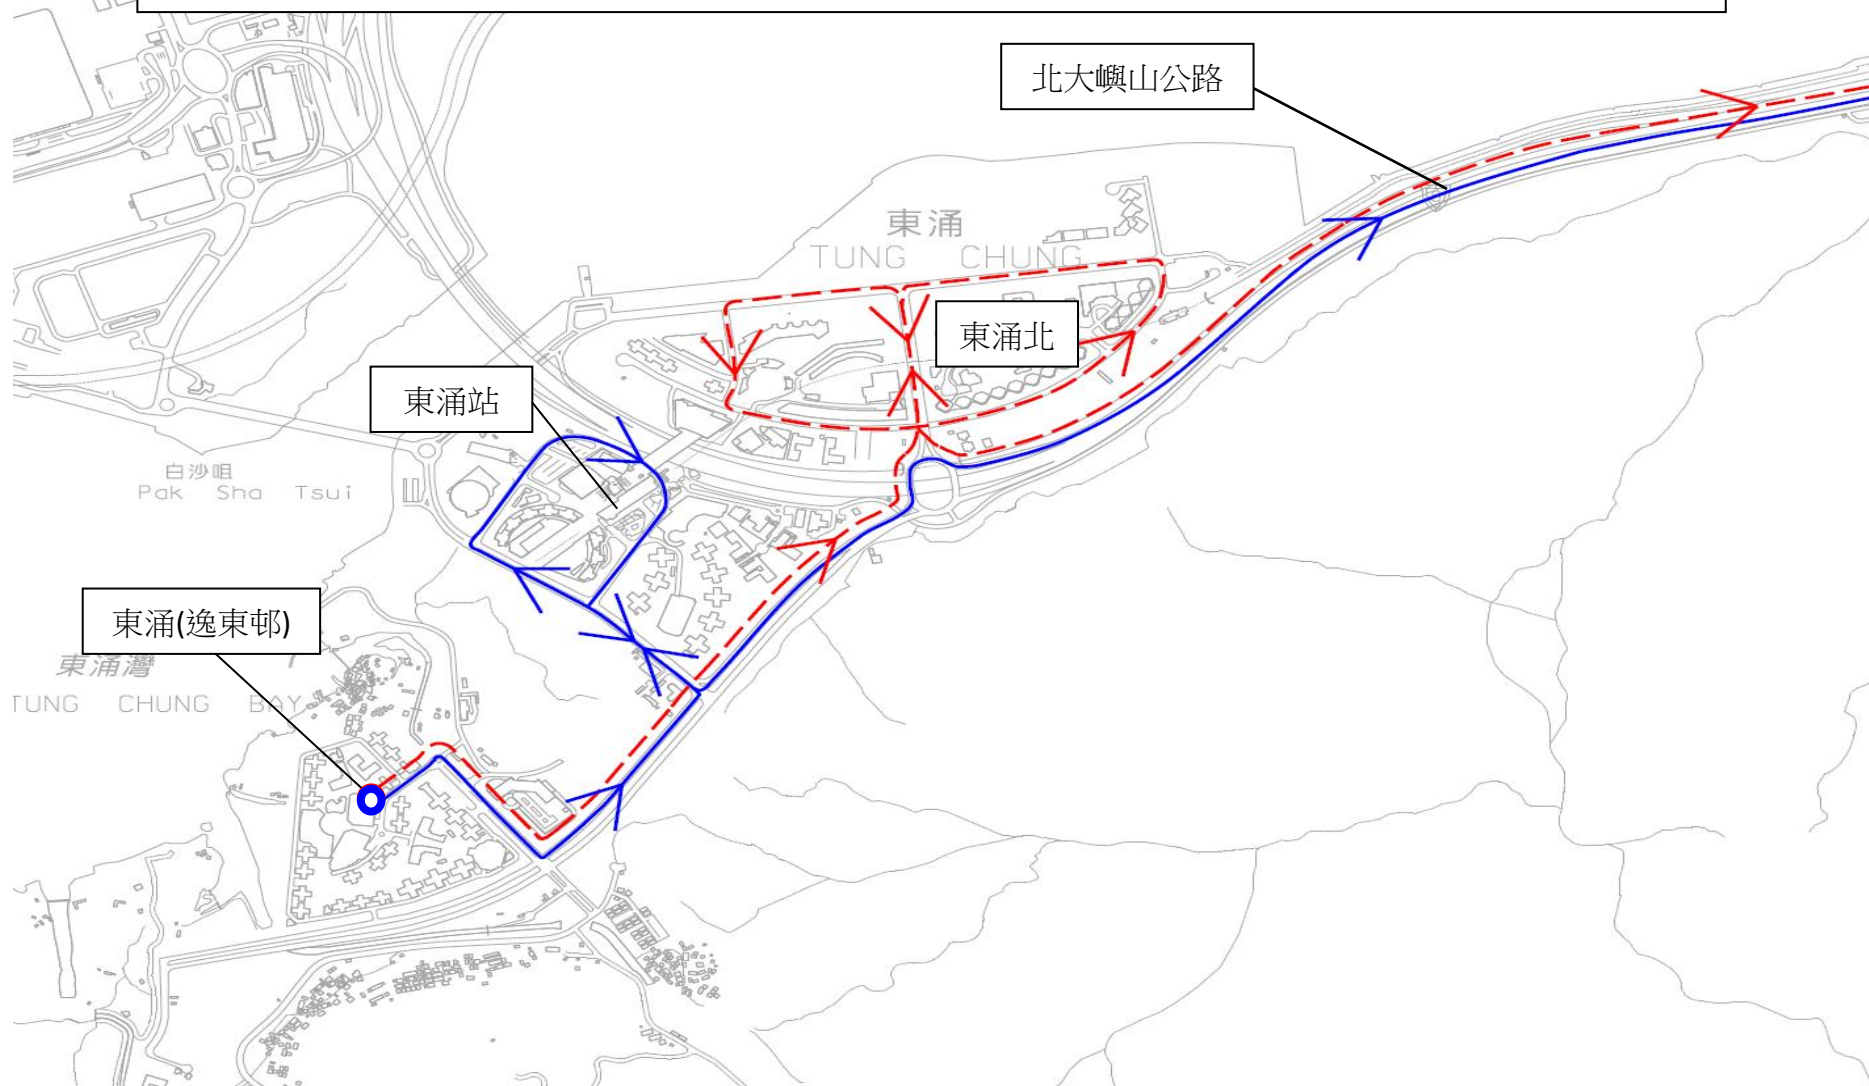 北大嶼山公路
東涌
TUNG CHUNG
東涌北
東涌站
白沙咀
Pak Sha Tsui
東涌(逸東邨)
東涌灣
TUNG CHUNG BAY